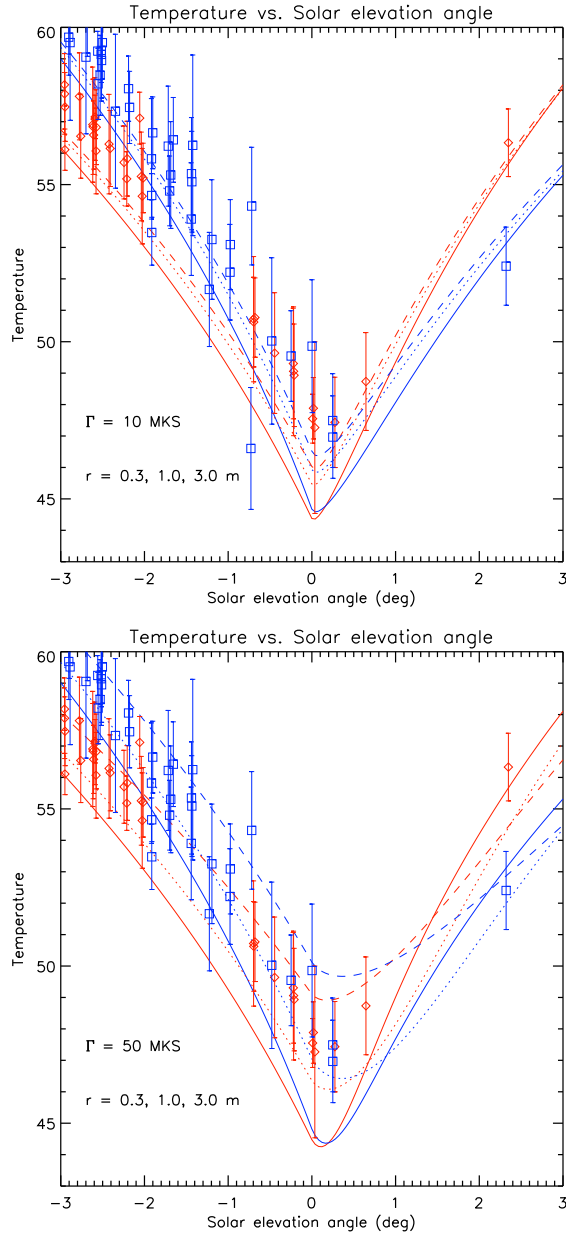 Temperature vs. Solar elevation angle
60
55
50
45
Temperature
Γ = 10 MKS
r = 0.3, 1.0, 3.0 m
-3 -2 -1 0 1 2 3
Solar elevation angle (deg)
Temperature vs. Solar elevation angle
60
55
50
45
Temperature
Γ = 50 MKS
r = 0.3, 1.0, 3.0 m
-3 -2 -1 0 1 2 3
Solar elevation angle (deg)